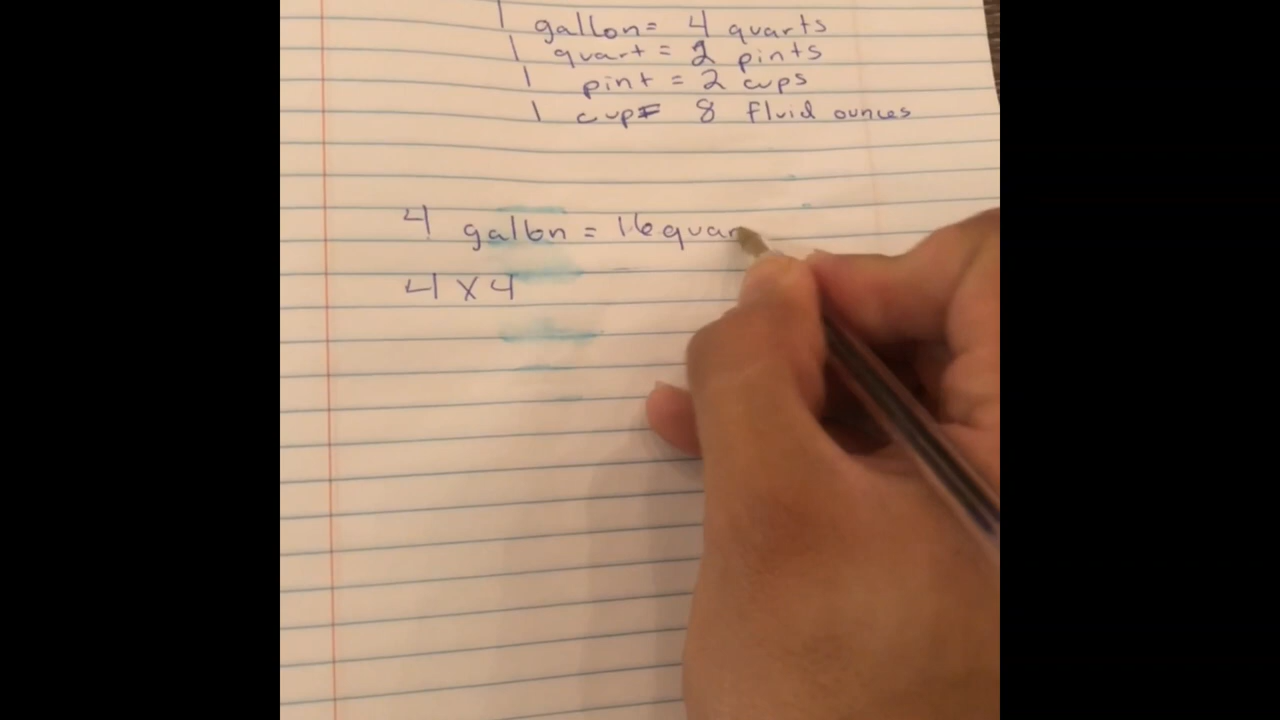 1 gallon = 4 quarts
1 quart = 2 pints
1 pint = 2 cups
1 cup = 8 fluid ounces
4 gallon = 16 quar
4 x 4